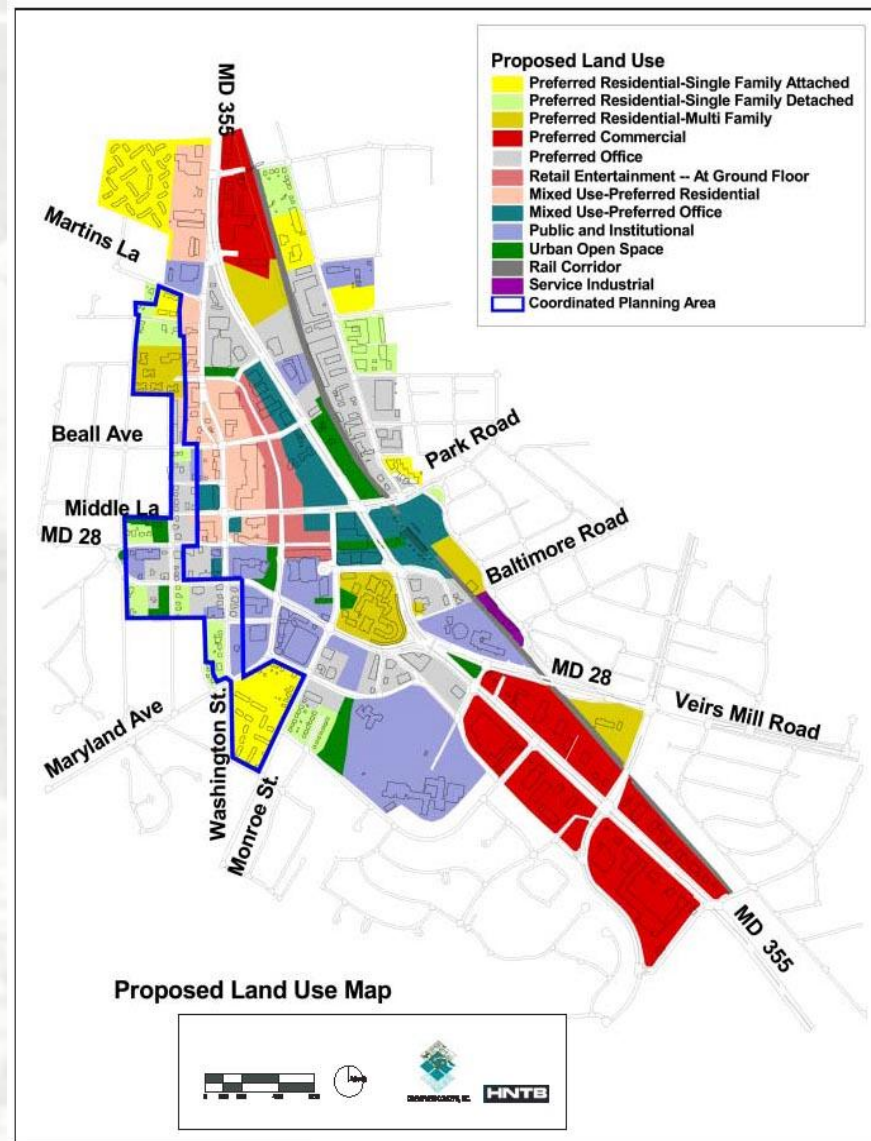 MD 355
Proposed Land Use
Preferred Residential-Single Family Attached
Preferred Residential-Single Family Detached
Preferred Residential-Multi Family
Preferred Commercial
Preferred Office
Retail Entertainment -- At Ground Floor
Mixed Use-Preferred Residential
Mixed Use-Preferred Office
Public and Institutional
Urban Open Space
Rail Corridor
Service Industrial
Coordinated Planning Area
Martins La
Beall Ave
Park Road
Middle La
MD 28
Baltimore Road
MD 28
Veirs Mill Road
Maryland Ave
Washington St.
Monroe St.
MD 355
Proposed Land Use Map
HNTB